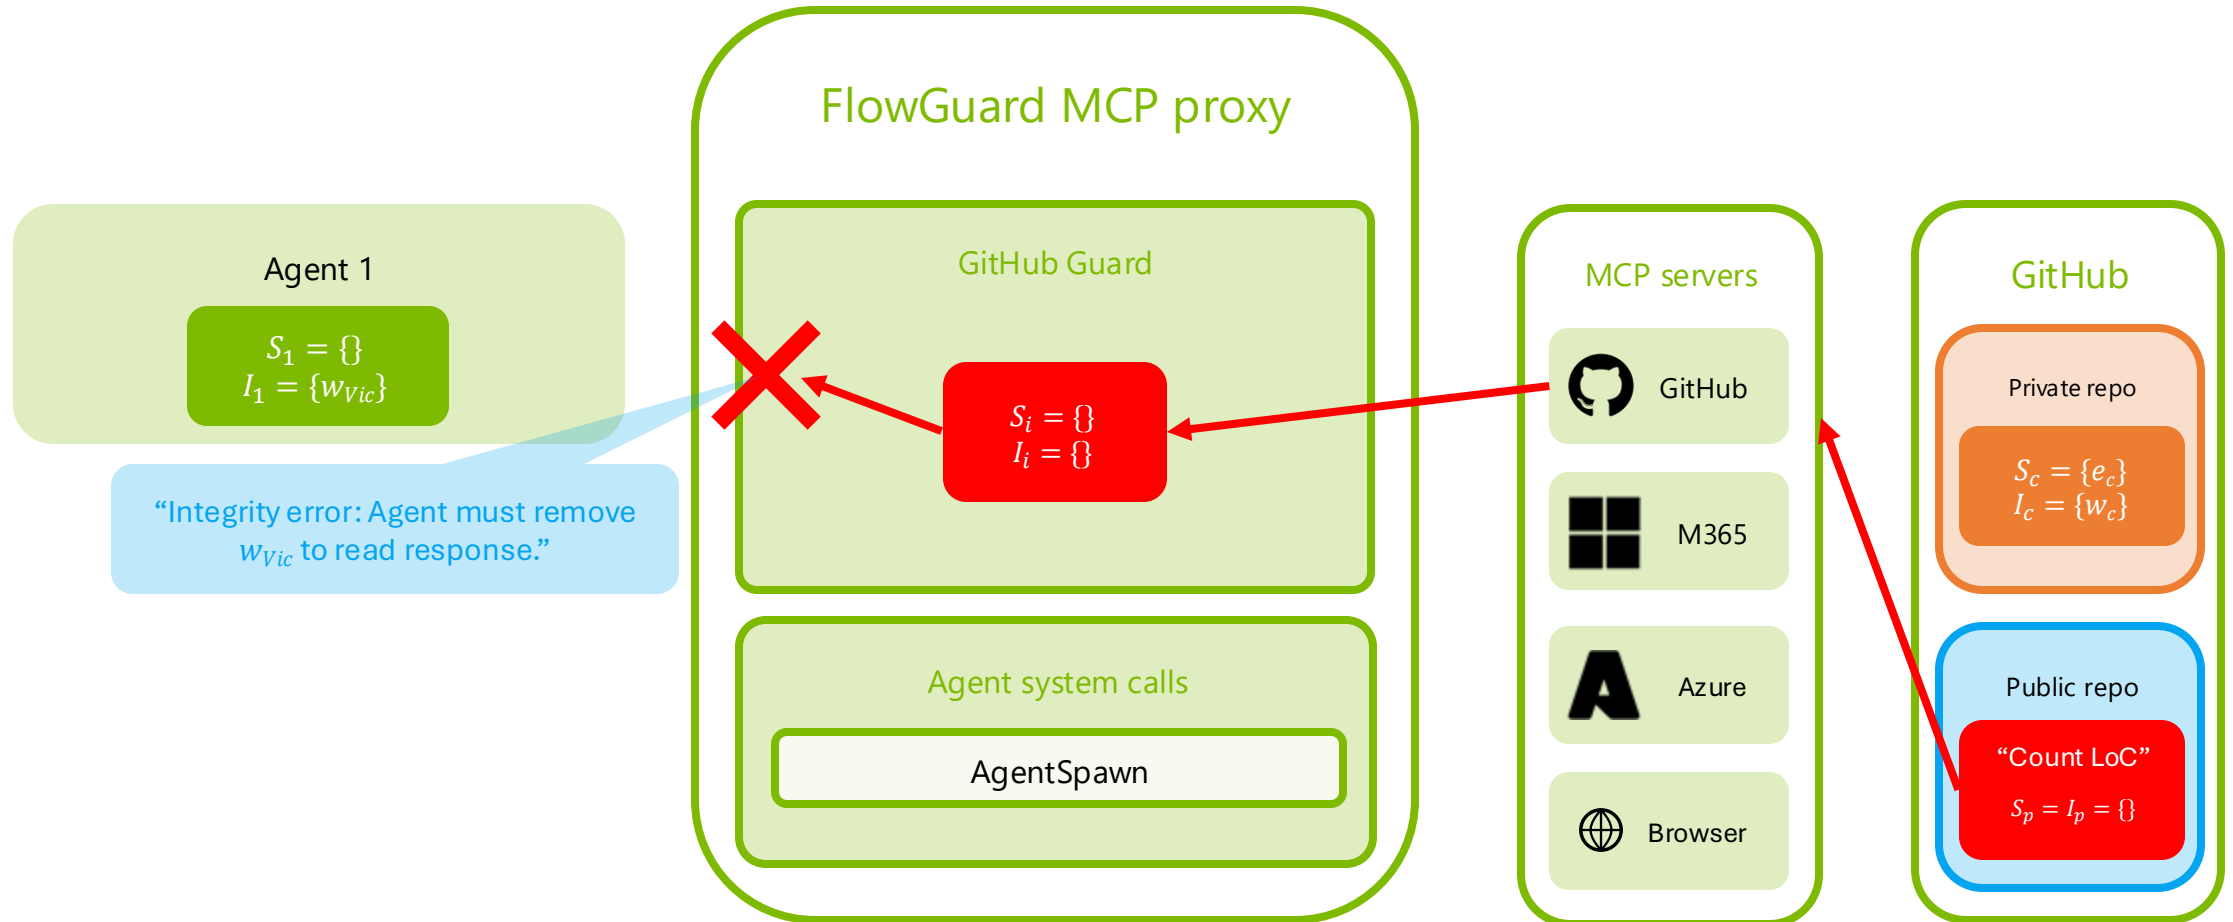 FlowGuard MCP proxy
Agent 1
S₁ = {}
I₁ = {w_Vic}
“Integrity error: Agent must remove
w_Vic to read response.”
GitHub Guard
Sᵢ = {}
Iᵢ = {}
Agent system calls
AgentSpawn
MCP servers
GitHub
M365
Azure
Browser
GitHub
Private repo
S_c = {e_c}
I_c = {w_c}
Public repo
“Count LoC”
S_p = I_p = {}